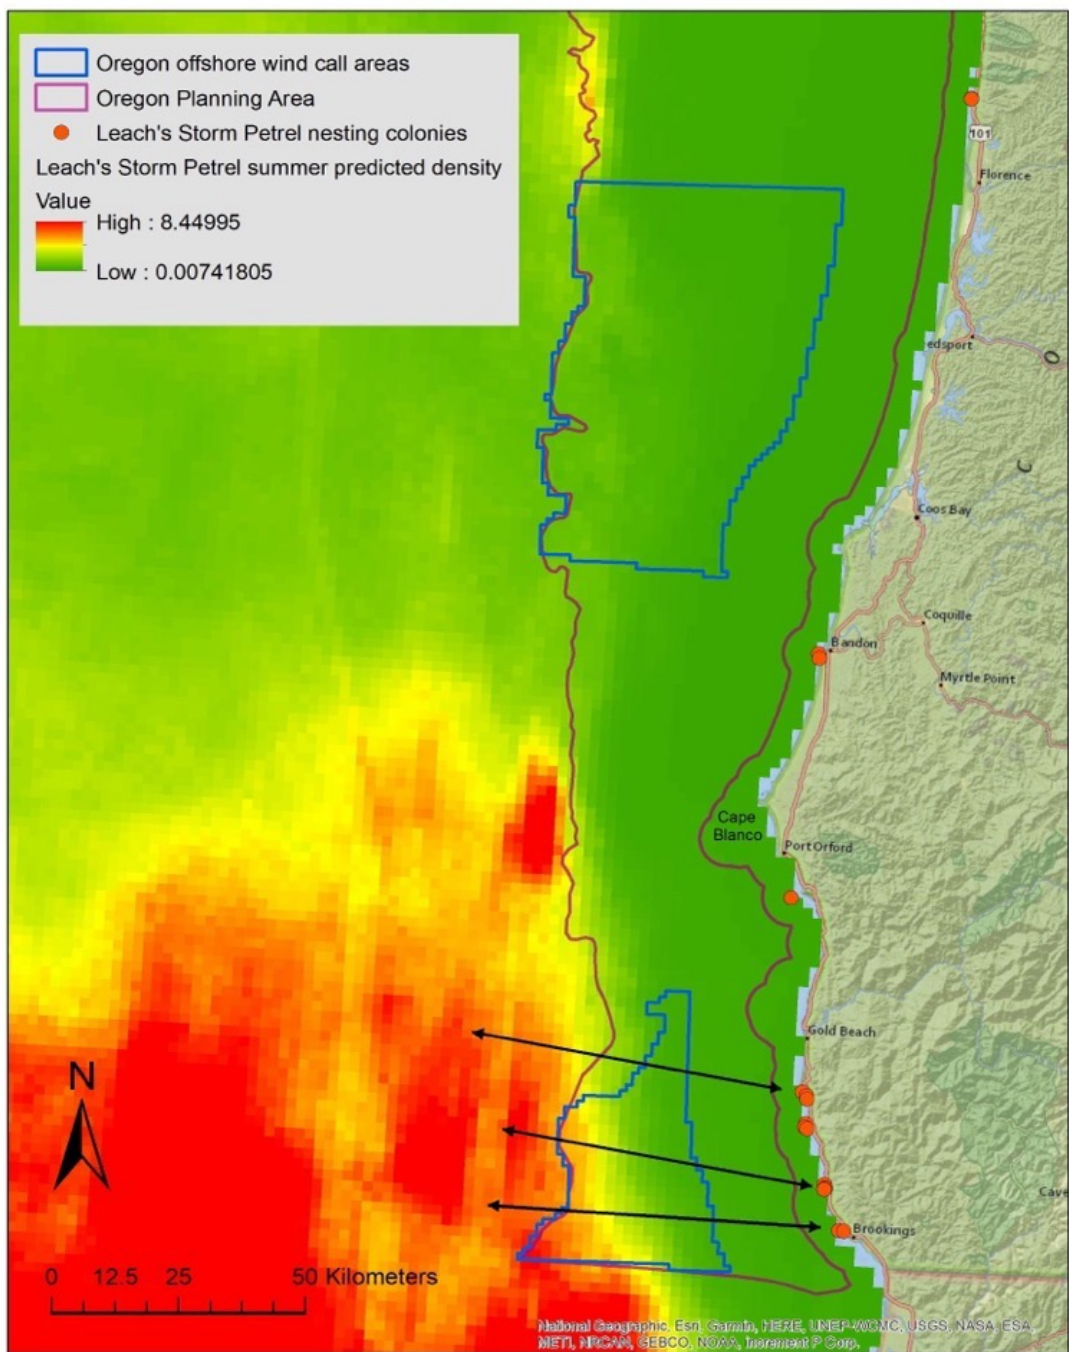 Oregon offshore wind call areas
Oregon Planning Area
Leach's Storm Petrel nesting colonies
Leach's Storm Petrel summer predicted density
Value
High : 8.44995
Low : 0.00741805
101
Florence
edsport
O
C
Coos Bay
Coquille
Bandon
Myrtle Point
Cape
Blanco
Port Orford
Gold Beach
N
Cave
Brookings
0 12.5 25 50 Kilometers
National Geographic, Esri, Garmin, HERE, UNEP-WCMC, USGS, NASA, ESA,
METI, NRCAN, GEBCO, NOAA, Increment P Corp.